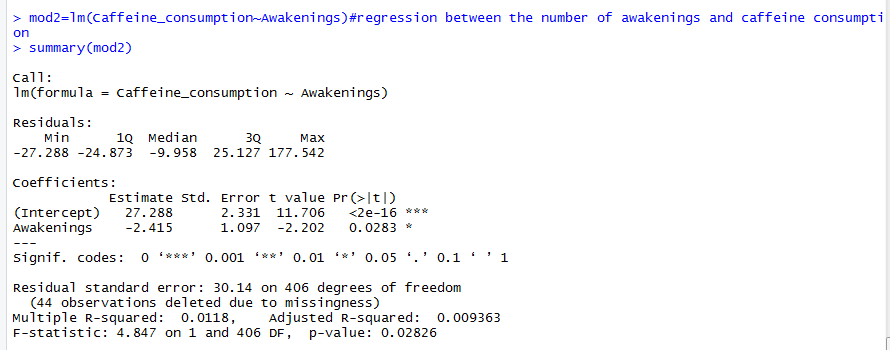 > mod2=lm(Caffeine_consumption~Awakenings)#regression between the number of awakenings and caffeine consumpti
on
> summary(mod2)
Call:
lm(formula = Caffeine_consumption ~ Awakenings)
Residuals:
    Min      1Q  Median      3Q     Max
-27.288 -24.873  -9.958  25.127 177.542
Coefficients:
            Estimate Std. Error t value Pr(>|t|)
(Intercept)   27.288      2.331  11.706   <2e-16 ***
Awakenings    -2.415      1.097  -2.202   0.0283 *
---
Signif. codes:  0 ‘***’ 0.001 ‘**’ 0.01 ‘*’ 0.05 ‘.’ 0.1 ‘ ’ 1
Residual standard error: 30.14 on 406 degrees of freedom
  (44 observations deleted due to missingness)
Multiple R-squared:  0.0118,    Adjusted R-squared:  0.009363
F-statistic: 4.847 on 1 and 406 DF,  p-value: 0.02826